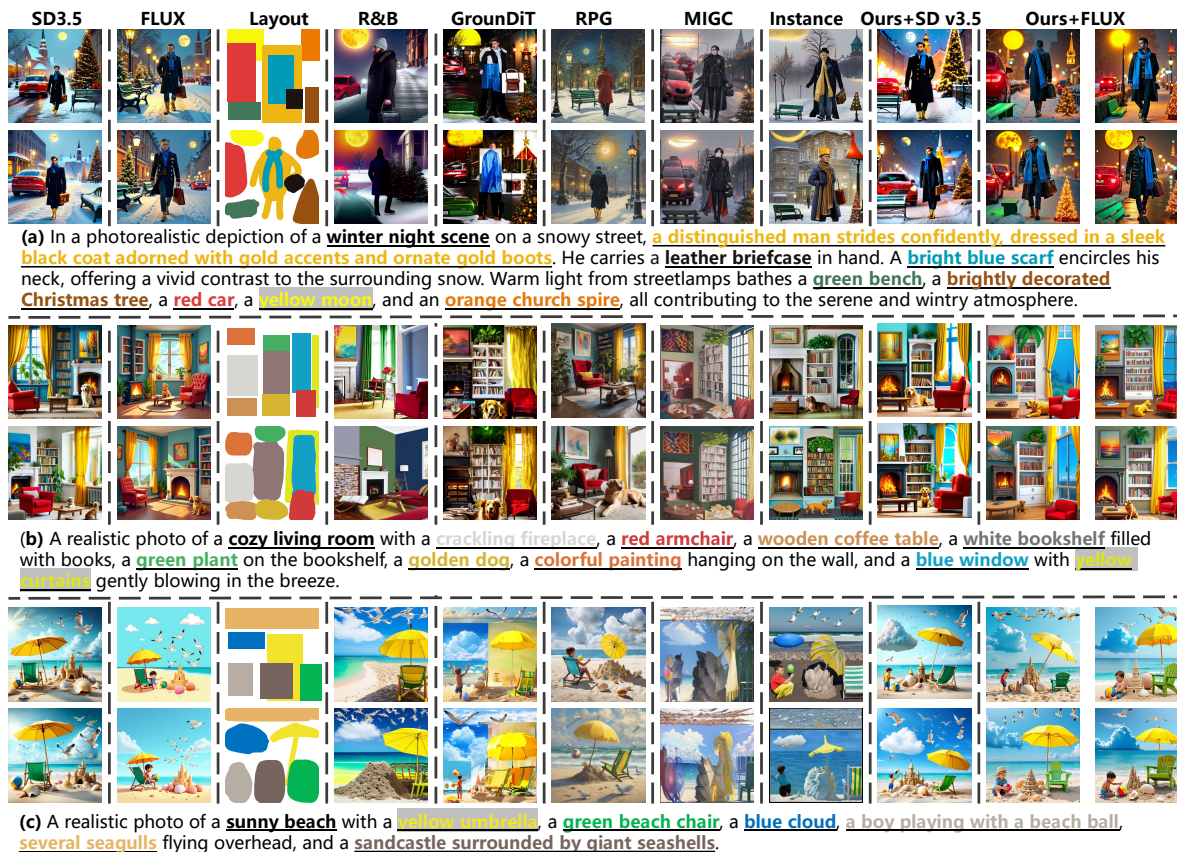 SD3.5 FLUX Layout R&B GrounDiT RPG MIGC Instance Ours+SD v3.5 Ours+FLUX
(a) In a photorealistic depiction of a winter night scene on a snowy street, a distinguished man strides confidently, dressed in a sleek
black coat adorned with gold accents and ornate gold boots. He carries a leather briefcase in hand. A bright blue scarf encircles his
neck, offering a vivid contrast to the surrounding snow. Warm light from streetlamps bathes a green bench, a brightly decorated
Christmas tree, a red car, a yellow moon, and an orange church spire, all contributing to the serene and wintry atmosphere.
(b) A realistic photo of a cozy living room with a crackling fireplace, a red armchair, a wooden coffee table, a white bookshelf filled
with books, a green plant on the bookshelf, a golden dog, a colorful painting hanging on the wall, and a blue window with yellow
curtains gently blowing in the breeze.
(c) A realistic photo of a sunny beach with a yellow umbrella, a green beach chair, a blue cloud, a boy playing with a beach ball,
several seagulls flying overhead, and a sandcastle surrounded by giant seashells.